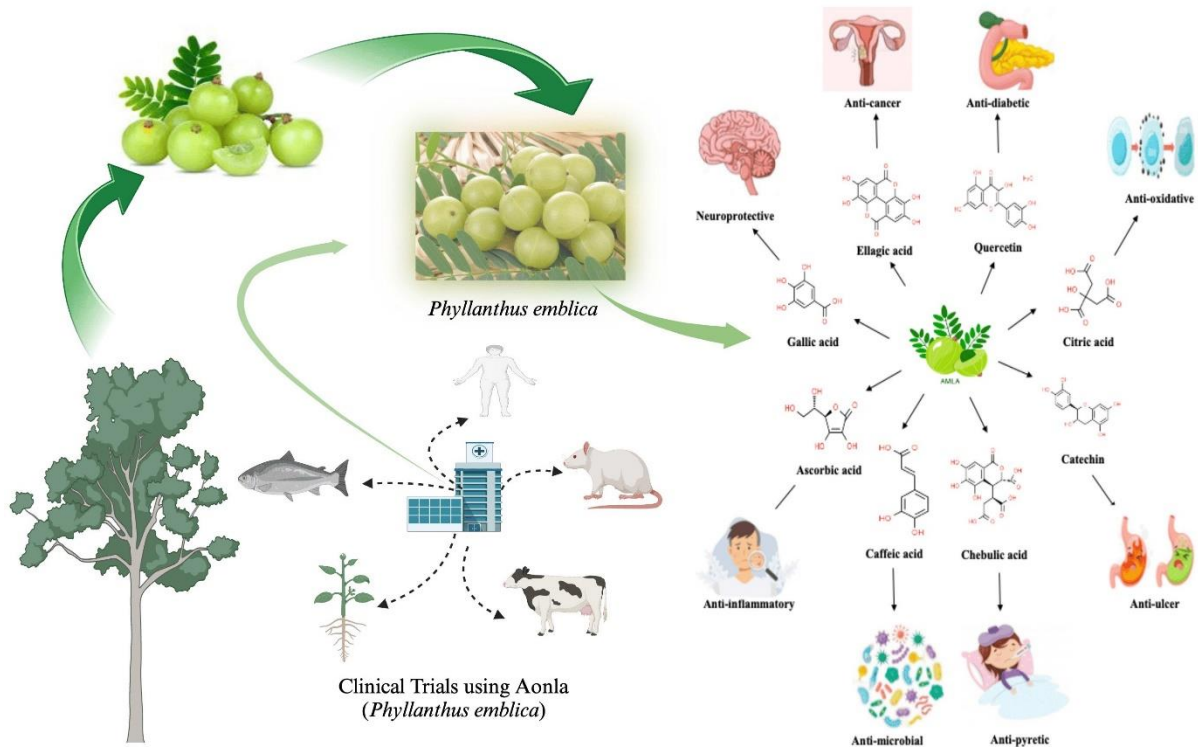 Phyllanthus emblica
Clinical Trials using Aonla
(Phyllanthus emblica)
Anti-cancer
Anti-diabetic
Neuroprotective
Anti-oxidative
Ellagic acid
Quercetin
Gallic acid
Citric acid
AMLA
Ascorbic acid
Catechin
Caffeic acid
Chebulic acid
Anti-inflammatory
Anti-ulcer
Anti-microbial
Anti-pyretic